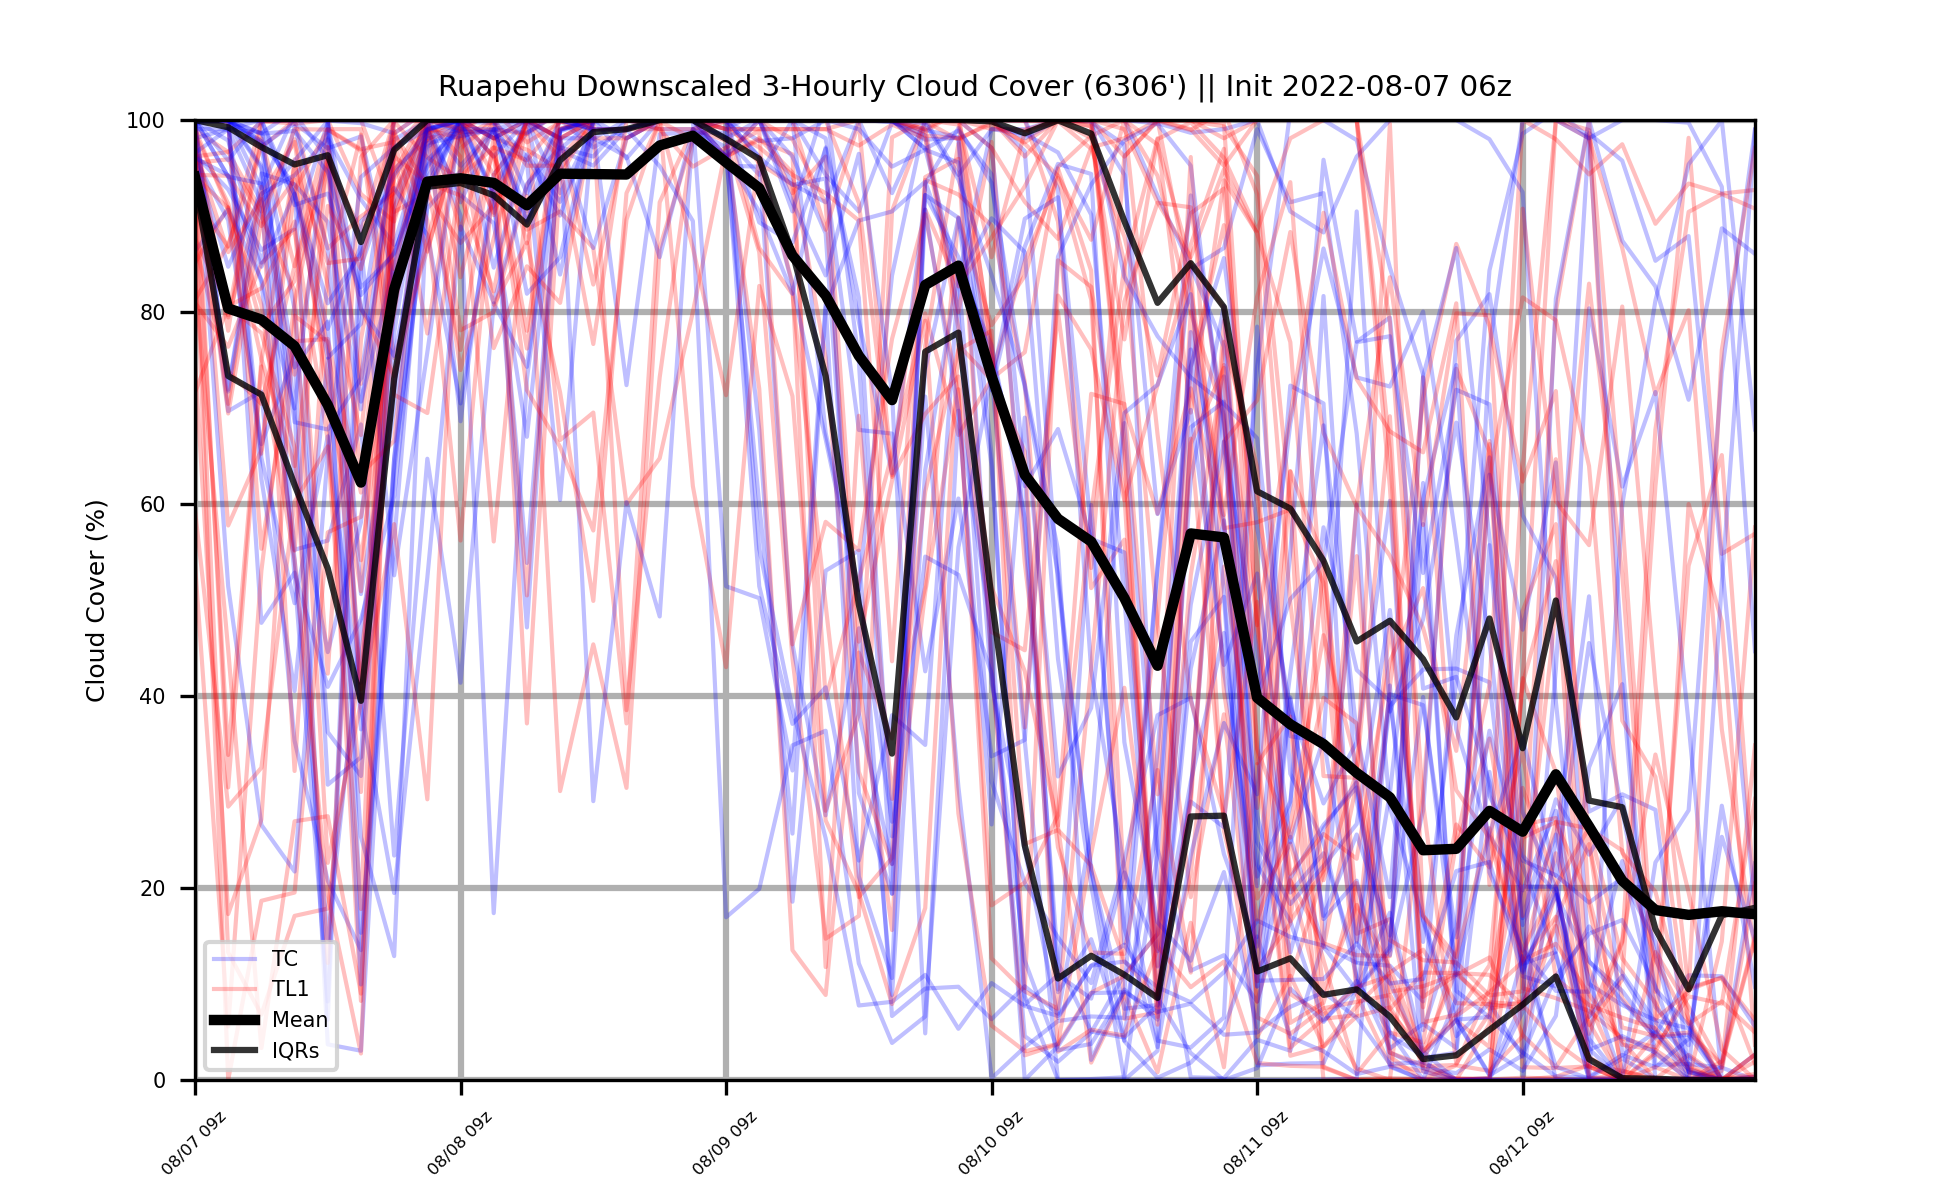 Ruapehu Downscaled 3-Hourly Cloud Cover (6306') || Init 2022-08-07 06z
Cloud Cover (%)
100
80
60
40
20
0
TC
TL1
Mean
IQRs
08/07 09z
08/08 09z
08/09 09z
08/10 09z
08/11 09z
08/12 09z